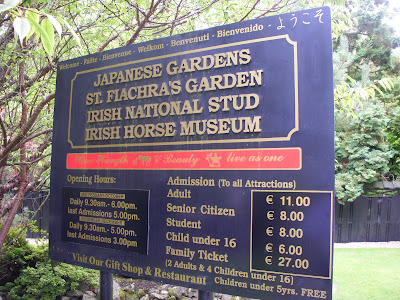 Welcome - Failte - Bienvenue - Welkom - Benvenuti - Bienvenido - ようこそ
JAPANESE GARDENS
ST. FIACHRA'S GARDEN
IRISH NATIONAL STUD
IRISH HORSE MUSEUM
Where Strength & Beauty live as one
Opening Hours:
Daily 9.30am - 6.00pm.
last Admissions 5.00pm.
Daily 9.30am - 5.00pm.
last Admissions 3.00pm
Admission (To all Attractions)
Adult € 11.00
Senior Citizen € 8.00
Student € 8.00
Child under 16 € 6.00
Family Ticket € 27.00
(2 Adults & 4 Children under 16)
(Children under 5yrs. Free)
Visit Our Gift Shop & Restaurant